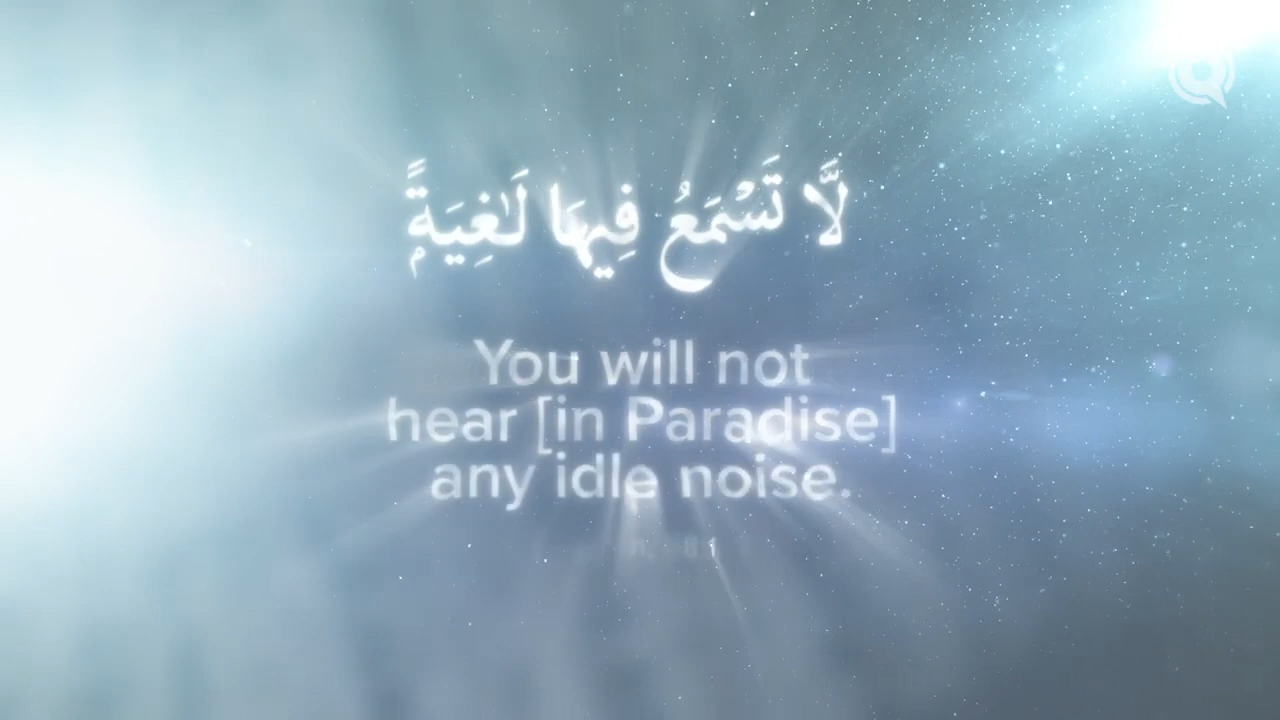 لَّا تَسْمَعُ فِيهَا لَـٰغِيَةًۭ
You will not
hear [in Paradise]
any idle noise.